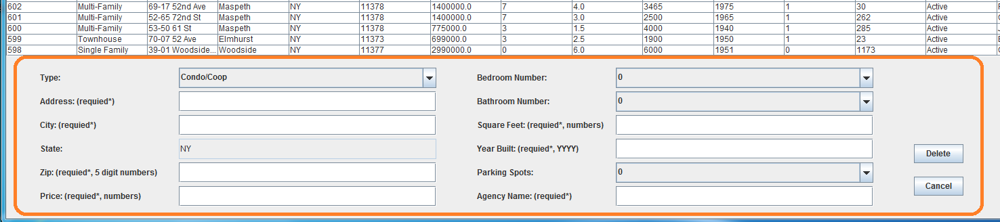 602 Multi-Family 69-17 52nd Ave Maspeth NY 11378 1400000.0 7 4.0 3465 1975 1 30 Active
601 Multi-Family 52-65 72nd St Maspeth NY 11378 1400000.0 7 3.0 2500 1965 1 262 Active
600 Multi-Family 53-50 61 St Maspeth NY 11378 775000.0 3 1.5 4000 1940 1 285 Active
599 Townhouse 70-07 52 Ave Elmhurst NY 11373 699000.0 3 2.5 1900 1950 1 23 Active
598 Single Family 39-01 Woodside... Woodside NY 11377 2990000.0 0 6.0 6000 1951 0 1173 Active
Type: Condo/Coop Bedroom Number: 0
Address: (requied*) Bathroom Number: 0
City: (requied*) Square Feet: (requied*, numbers)
State: NY Year Built: (requied*, YYYY) Delete
Zip: (requied*, 5 digit numbers) Parking Spots: 0
Cancel
Price: (requied*, numbers) Agency Name: (requied*)